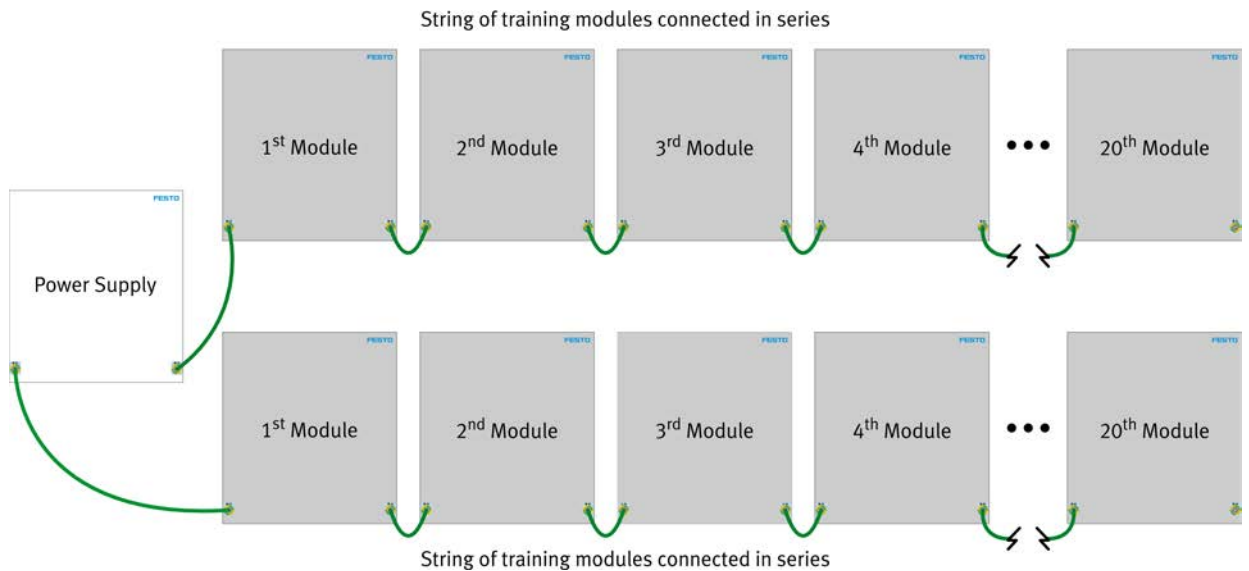 String of training modules connected in series
FESTO FESTO FESTO FESTO FESTO
1st Module 2nd Module 3rd Module 4th Module 20th Module
FESTO
Power Supply
FESTO FESTO FESTO FESTO FESTO
1st Module 2nd Module 3rd Module 4th Module 20th Module
String of training modules connected in series